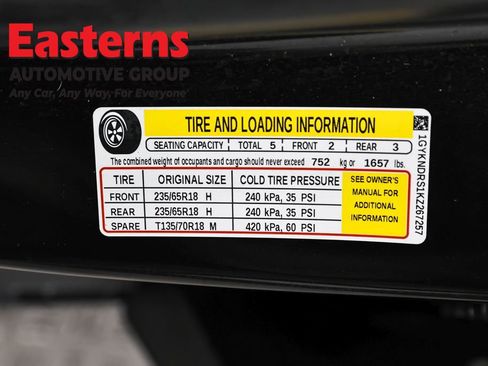 Easterns
AUTOMOTIVE GROUP
Any Car, Any Way, For Everyone
TIRE AND LOADING INFORMATION
SEATING CAPACITY TOTAL 5 FRONT 2 REAR 3
The combined weight of occupants and cargo should never exceed 752 kg or 1657 lbs.
TIRE ORIGINAL SIZE COLD TIRE PRESSURE
FRONT 235/65R18 H 240 kPa, 35 PSI
REAR 235/65R18 H 240 kPa, 35 PSI
SPARE T135/70R18 M 420 kPa, 60 PSI
SEE OWNER'S
MANUAL FOR
ADDITIONAL
INFORMATION
1GYKNDRS1KZ267257